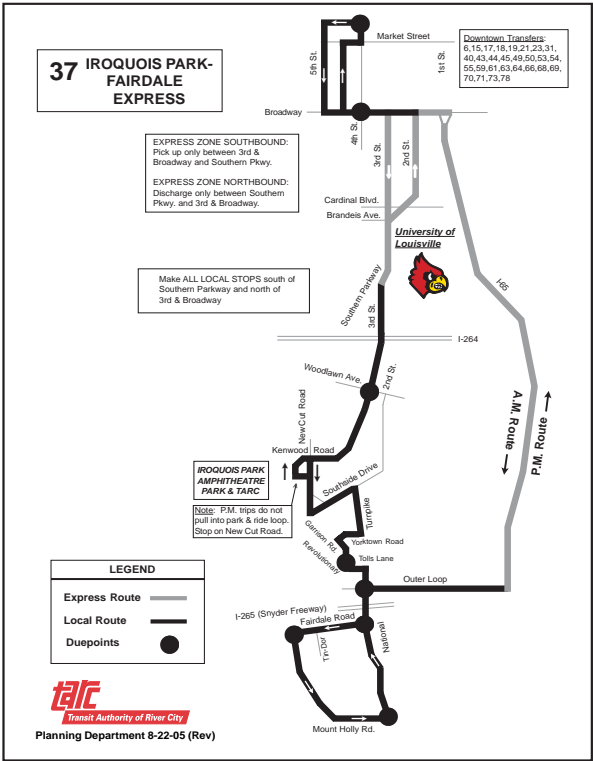 37 IROQUOIS PARK-
FAIRDALE
EXPRESS
Market Street
5th St.
1st St.
Downtown Transfers:
6,15,17,18,19,21,23,31,
40,43,44,45,49,50,53,54,
55,59,61,63,64,66,68,69,
70,71,73,78
Broadway
4th St.
3rd St.
2nd St.
EXPRESS ZONE SOUTHBOUND:
Pick up only between 3rd &
Broadway and Southern Pkwy.
EXPRESS ZONE NORTHBOUND:
Discharge only between Southern
Pkwy. and 3rd & Broadway.
Cardinal Blvd.
Brandeis Ave.
University of
Louisville
Make ALL LOCAL STOPS south of
Southern Parkway and north of
3rd & Broadway
Southern Parkway
3rd St.
I-65
I-264
Woodlawn Ave.
2nd St.
New Cut Road
A.M. Route
P.M. Route
Kenwood Road
IROQUOIS PARK
AMPHITHEATRE
PARK & TARC
Southside Drive
Note: P.M. trips do not
pull into park & ride loop.
Stop on New Cut Road.
Turnpike
Garrison Rd.
Revolutionary
Yorktown Road
Tolls Lane
Outer Loop
LEGEND
Express Route
Local Route
Duepoints
I-265 (Snyder Freeway)
Fairdale Road
Tin-Dor
National
Mount Holly Rd.
tarc
Transit Authority of River City
Planning Department 8-22-05 (Rev)